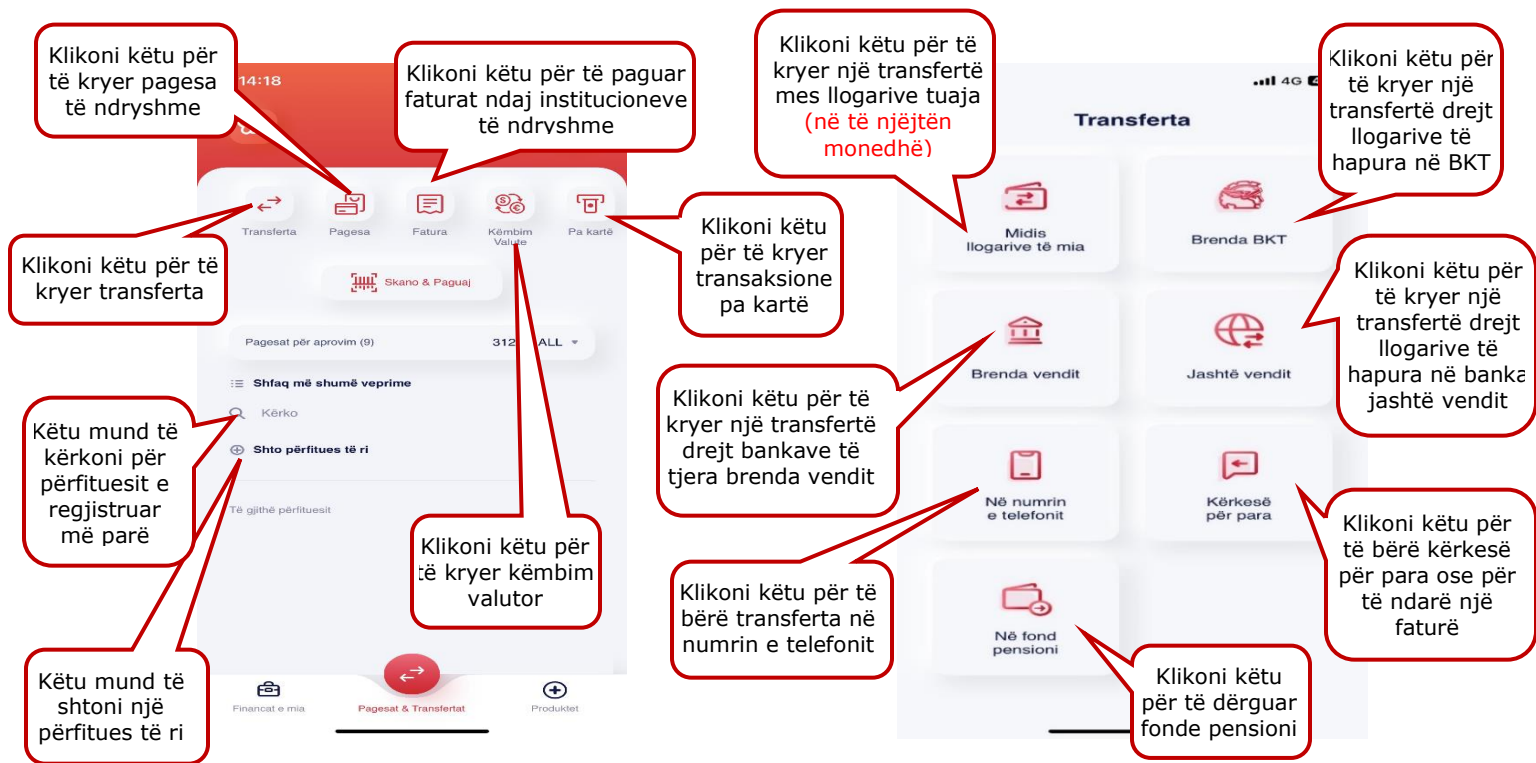 Klikoni këtu për
të kryer pagesa
të ndryshme
Klikoni këtu për të paguar
faturat ndaj institucioneve
të ndryshme
14:18
Transferta
Pagesa
Fatura
Këmbim
Valute
Pa kartë
Klikoni këtu për të
kryer transferta
Klikoni këtu
për të kryer
transaksione
pa kartë
Skano & Paguaj
Pagesat për aprovim (9)
312
ALL
Shfaq më shumë veprime
Kërko
Shto përfitues të ri
Të gjithë përfituesit
Këtu mund të
kërkoni për
përfituesit e
regjistruar
më parë
Klikoni këtu për
të kryer këmbim
valutor
Këtu mund të
shtoni një
përfitues të ri
Financat e mia
Pagesat & Transfertat
Produktet
Klikoni këtu për të
kryer një transfertë
mes llogarive tuaja
(në të njëjtën
monedhë)
Klikoni këtu për
të kryer një
transfertë drejt
llogarive të
hapura në BKT
4G
Transferta
Midis
llogarive të mia
Brenda BKT
Klikoni këtu për
të kryer një
transfertë drejt
llogarive të
hapura në banka
jashtë vendit
Brenda vendit
Jashtë vendit
Klikoni këtu për të
kryer një transfertë
drejt bankave të
tjera brenda vendit
Në numrin
e telefonit
Kërkesë
për para
Klikoni këtu për
të bërë kërkesë
për para ose për
të ndarë një
faturë
Klikoni këtu për të
bërë transferta në
numrin e telefonit
Në fond
pensioni
Klikoni këtu
për të dërguar
fonde pensioni